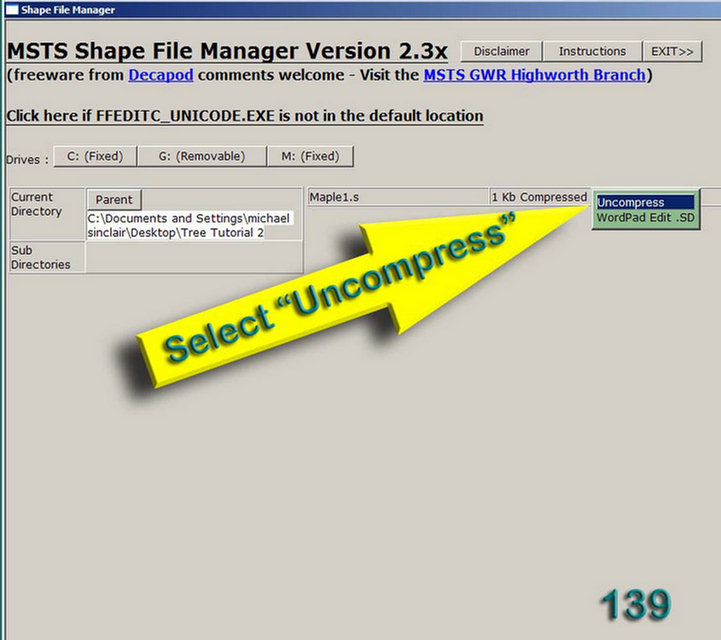 Shape File Manager
MSTS Shape File Manager Version 2.3x
Disclaimer
Instructions
EXIT>>
(freeware from Decapod comments welcome - Visit the MSTS GWR Highworth Branch)
Click here if FFEDITC_UNICODE.EXE is not in the default location
Drives : C: (Fixed) G: (Removable) M: (Fixed)
Current
Directory
Parent
C:\Documents and Settings\michael
sinclair\Desktop\Tree Tutorial 2
Sub
Directories
Maple1.s
1 Kb Compressed
Uncompress
WordPad Edit .SD
Select “Uncompress”
139